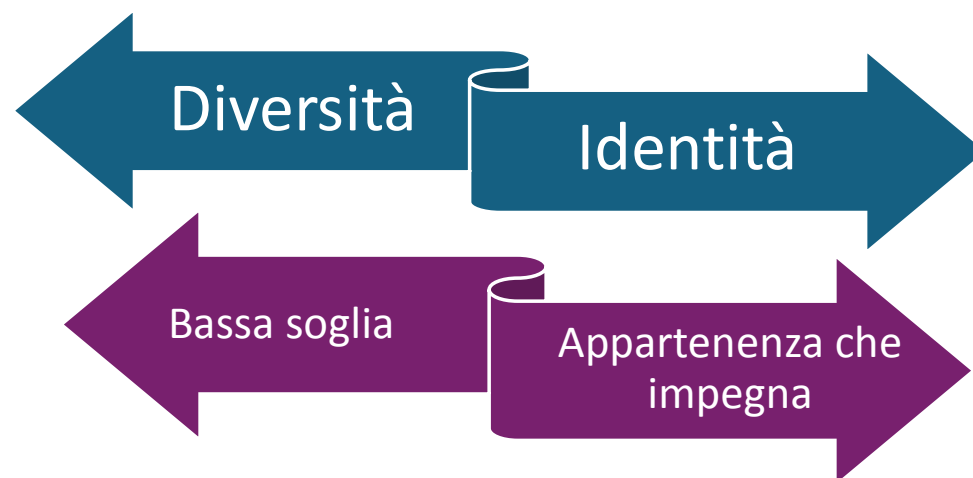 Diversità
Identità
Bassa soglia
Appartenenza che
impegna